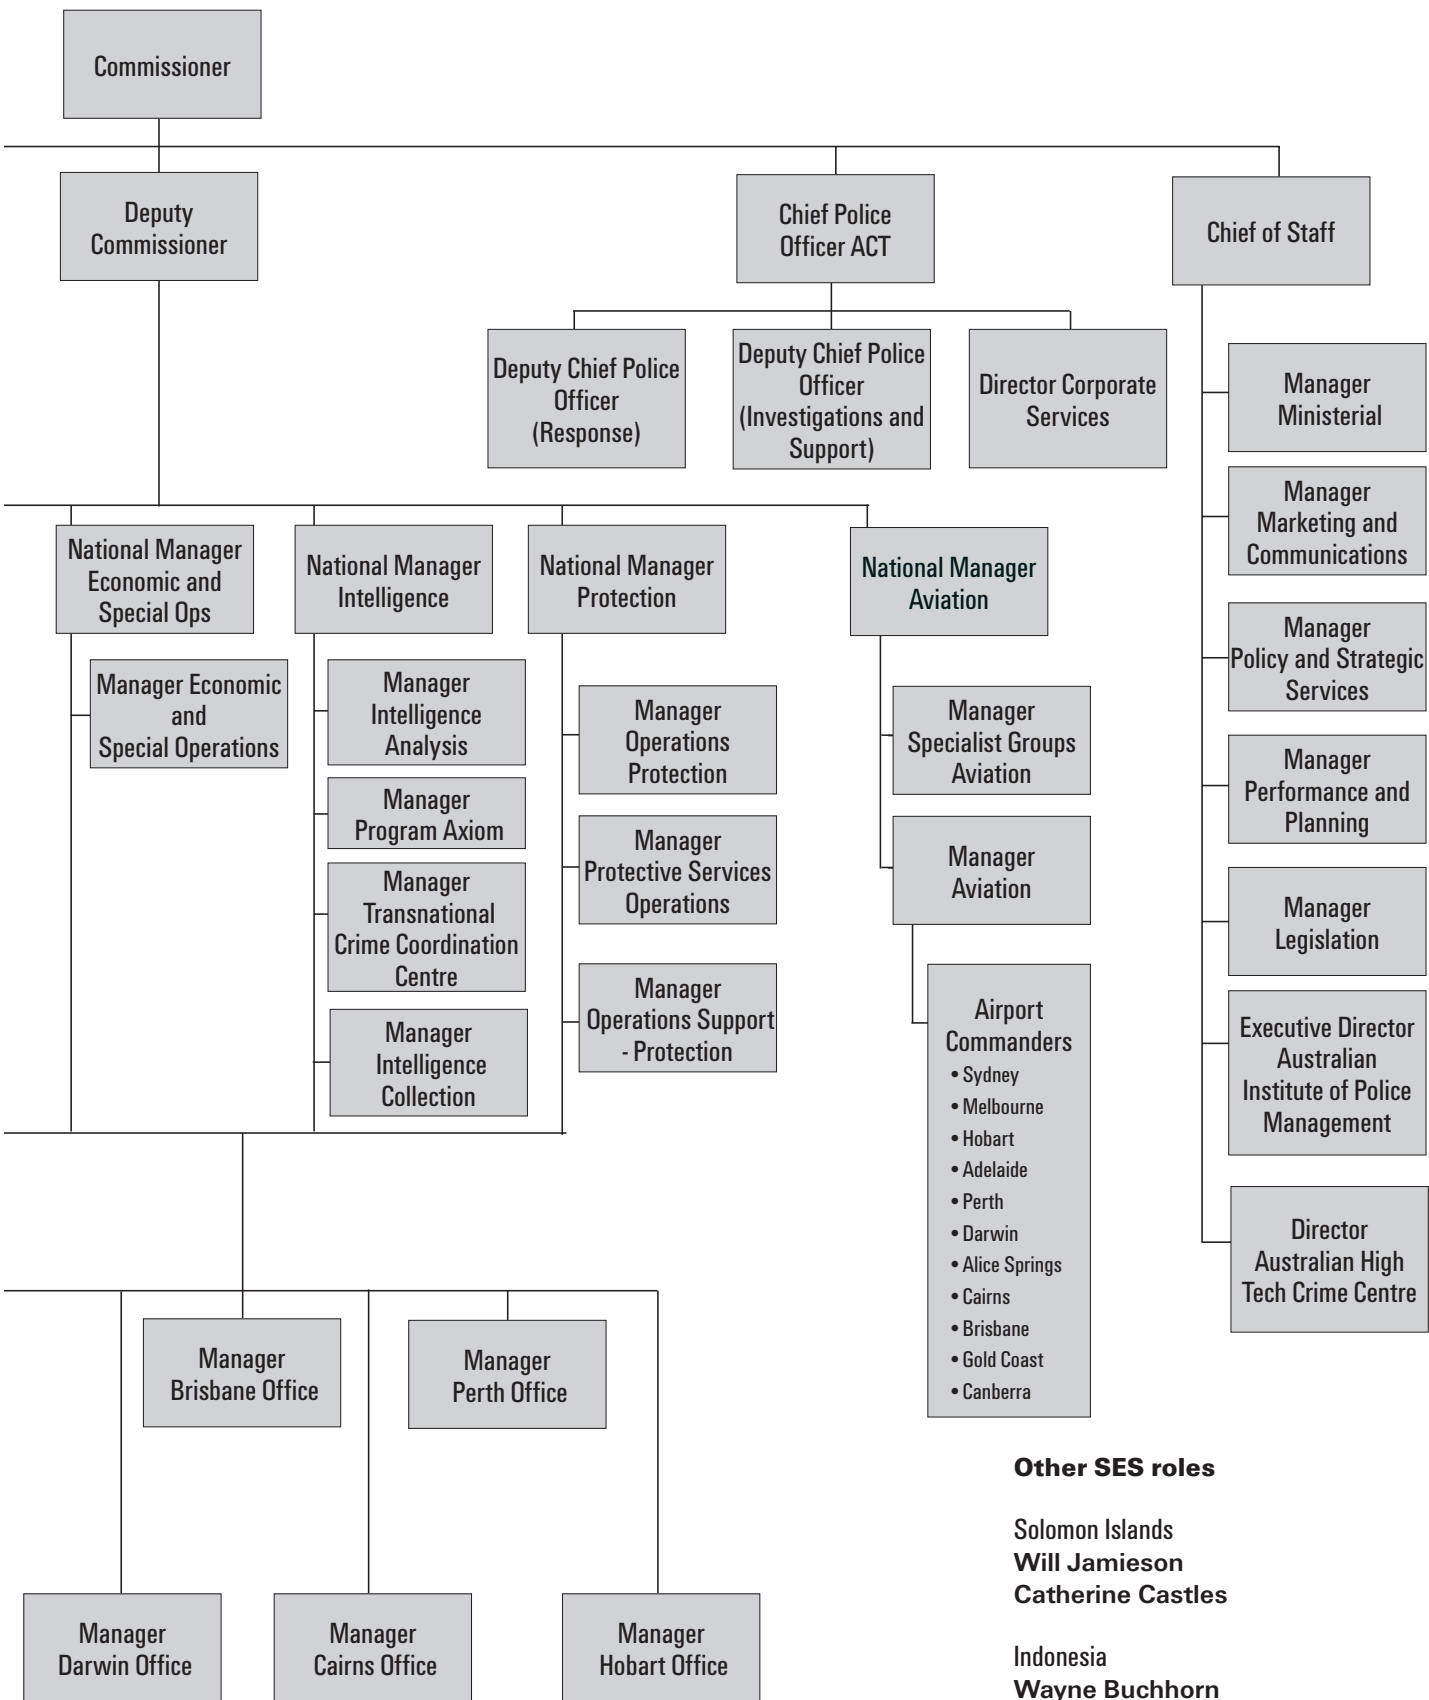 Commissioner
Deputy
Commissioner
Chief Police
Officer ACT
Chief of Staff
Deputy Chief Police
Officer
(Response)
Deputy Chief Police
Officer
(Investigations and
Support)
Director Corporate
Services
Manager
Ministerial
Manager
Marketing and
Communications
Manager
Policy and Strategic
Services
Manager
Performance and
Planning
Manager
Legislation
Executive Director
Australian
Institute of Police
Management
Director
Australian High
Tech Crime Centre
National Manager
Economic and
Special Ops
Manager Economic
and
Special Operations
National Manager
Intelligence
Manager
Intelligence
Analysis
Manager
Program Axiom
Manager
Transnational
Crime Coordination
Centre
Manager
Intelligence
Collection
National Manager
Protection
Manager
Operations
Protection
Manager
Protective Services
Operations
Manager
Operations Support
- Protection
National Manager
Aviation
Manager
Specialist Groups
Aviation
Manager
Aviation
Airport
Commanders
• Sydney
• Melbourne
• Hobart
• Adelaide
• Perth
• Darwin
• Alice Springs
• Cairns
• Brisbane
• Gold Coast
• Canberra
Manager
Brisbane Office
Manager
Perth Office
Manager
Darwin Office
Manager
Cairns Office
Manager
Hobart Office
Other SES roles
Solomon Islands
Will Jamieson
Catherine Castles
Indonesia
Wayne Buchhorn